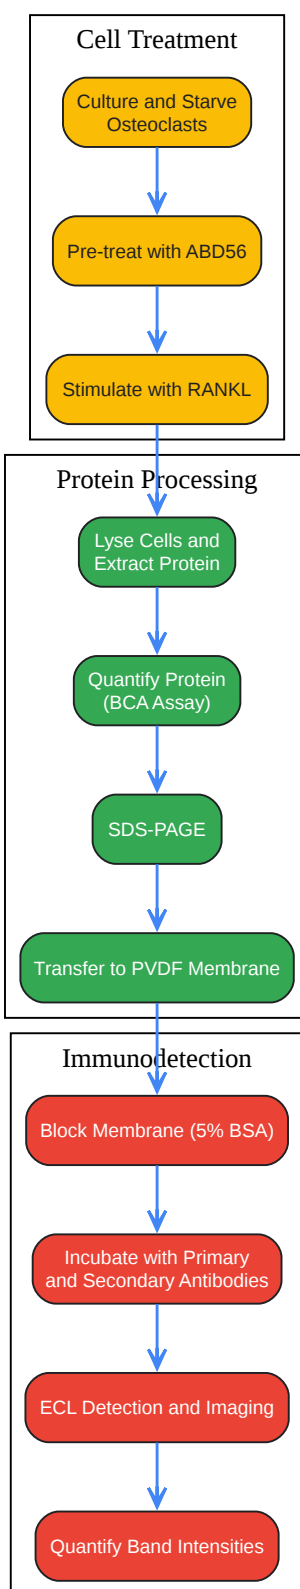 Cell Treatment
Culture and Starve
Osteoclasts
Pre-treat with ABD56
Stimulate with RANKL
Protein Processing
Lyse Cells and
Extract Protein
Quantify Protein
(BCA Assay)
SDS-PAGE
Transfer to PVDF Membrane
Immunodetection
Block Membrane (5% BSA)
Incubate with Primary
and Secondary Antibodies
ECL Detection and Imaging
Quantify Band Intensities